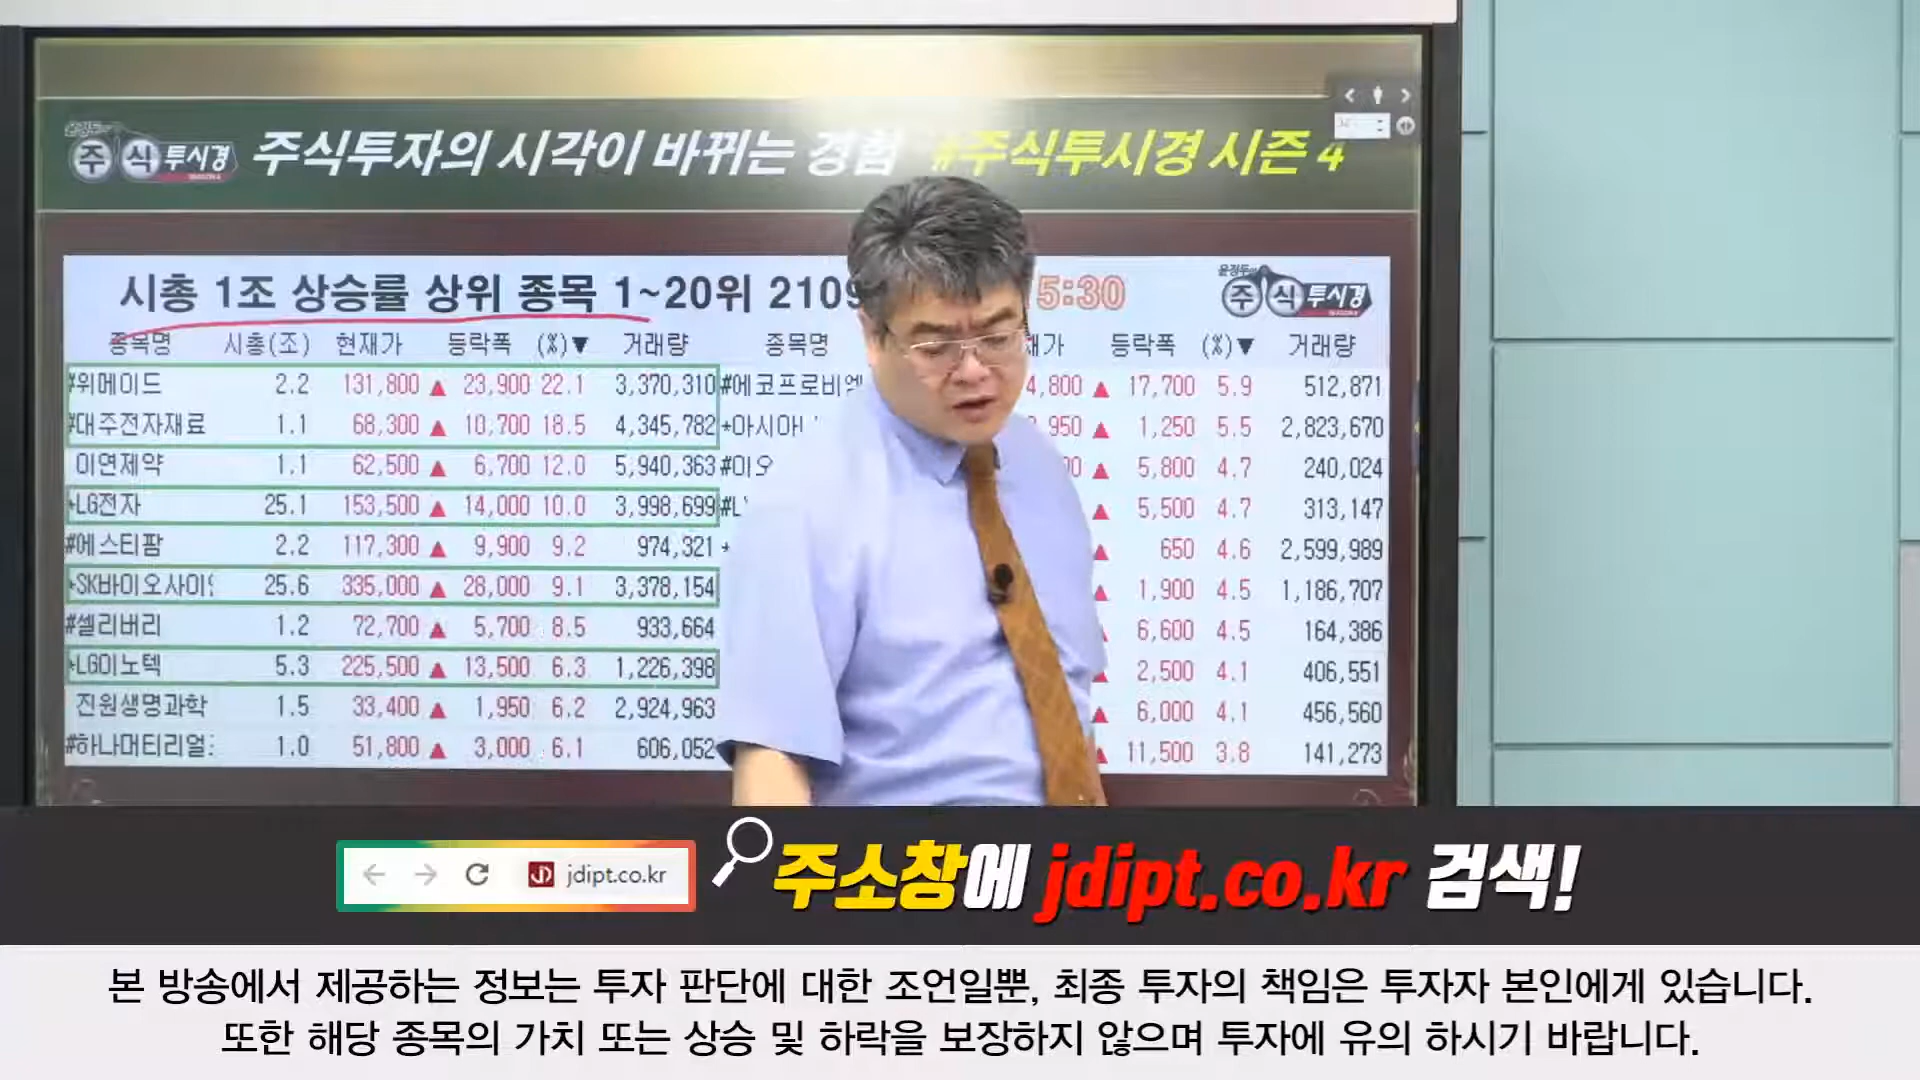 주식투시경 주식투자의 시각이 바뀌는 경험 #주식투시경 시즌 4
시총 1조 상승률 상위 종목 1~20위 210 5:30
윤정두의 주식투시경
종목명 시총(조) 현재가 등락폭 (%)▼ 거래량 종목명 재가 등락폭 (%)▼ 거래량
#위메이드 2.2 131,800 ▲ 23,900 22.1 3,370,310 #에코프로비엠 4,800 ▲ 17,700 5.9 512,871
#대주전자재료 1.1 68,300 ▲ 10,700 18.5 4,345,782 *아시아 950 ▲ 1,250 5.5 2,823,670
이연제약 1.1 62,500 ▲ 6,700 12.0 5,940,363 #이오 00 ▲ 5,800 4.7 240,024
*LG전자 25.1 153,500 ▲ 14,000 10.0 3,998,699 #L ▲ 5,500 4.7 313,147
#에스티팜 2.2 117,300 ▲ 9,900 9.2 974,321 * ▲ 650 4.6 2,599,989
*SK바이오사이 25.6 335,000 ▲ 28,000 9.1 3,378,154 ▲ 1,900 4.5 1,186,707
#셀리버리 1.2 72,700 ▲ 5,700 8.5 933,664 ▲ 6,600 4.5 164,386
*LG이노텍 5.3 225,500 ▲ 13,500 6.3 1,226,398 ▲ 2,500 4.1 406,551
진원생명과학 1.5 33,400 ▲ 1,950 6.2 2,924,963 ▲ 6,000 4.1 456,560
#하나머티리얼즈 1.0 51,800 ▲ 3,000 6.1 606,052 ▲ 11,500 3.8 141,273
jdipt.co.kr
주소창에 jdipt.co.kr 검색!
본 방송에서 제공하는 정보는 투자 판단에 대한 조언일뿐, 최종 투자의 책임은 투자자 본인에게 있습니다.
또한 해당 종목의 가치 또는 상승 및 하락을 보장하지 않으며 투자에 유의 하시기 바랍니다.